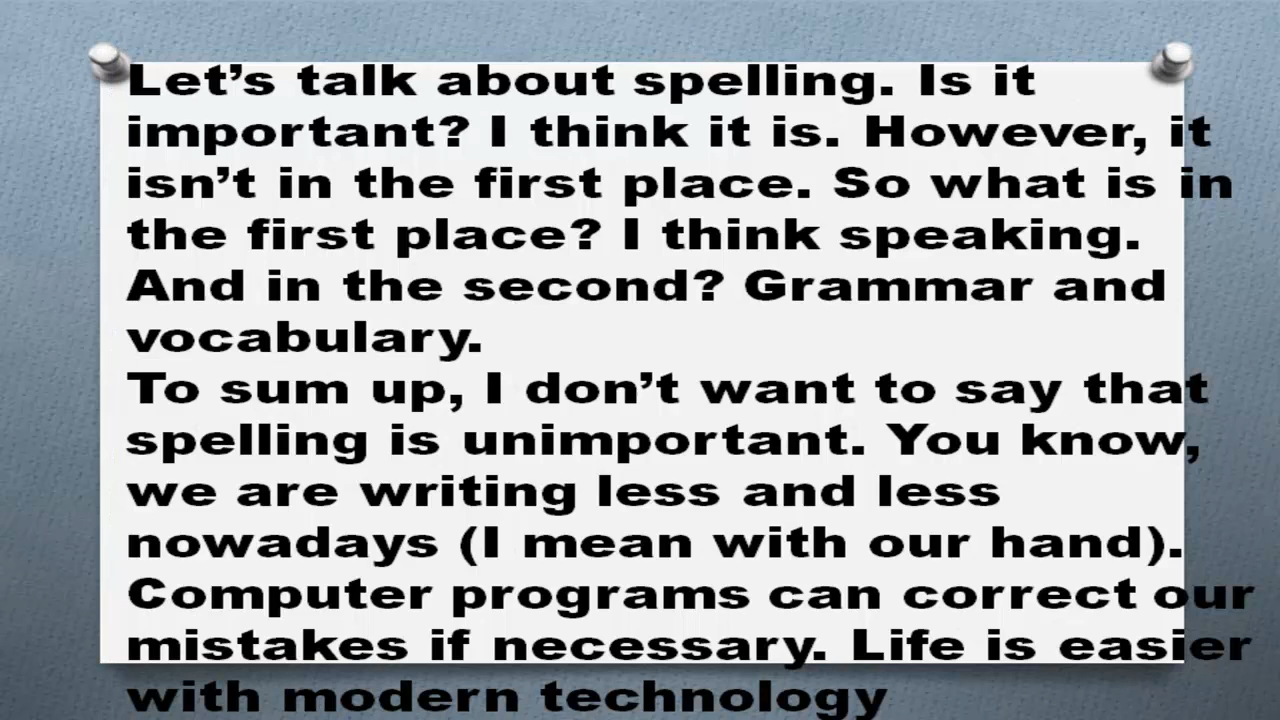 Let’s talk about spelling. Is it
important? I think it is. However, it
isn’t in the first place. So what is in
the first place? I think speaking.
And in the second? Grammar and
vocabulary.
To sum up, I don’t want to say that
spelling is unimportant. You know,
we are writing less and less
nowadays (I mean with our hand).
Computer programs can correct our
mistakes if necessary. Life is easier
with modern technology